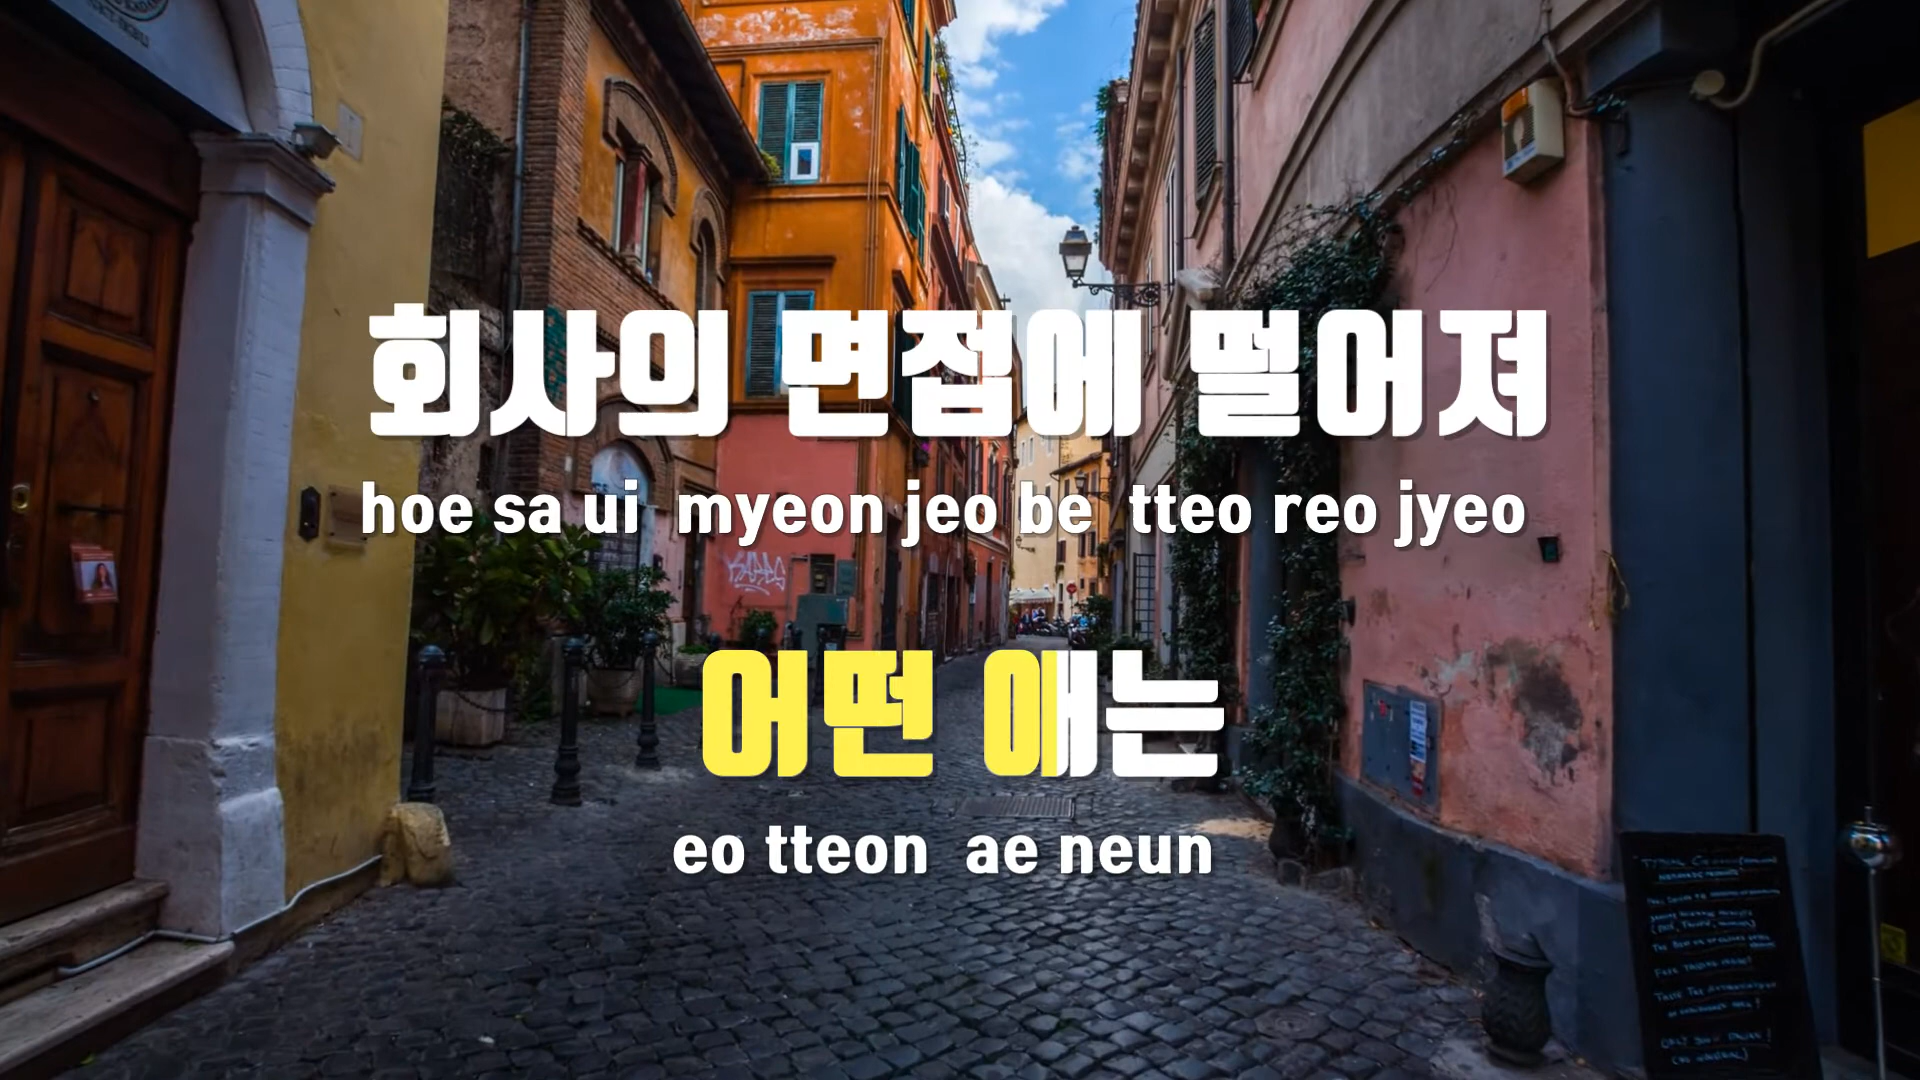 회사의 면접에 떨어져
hoe sa ui myeon jeo be tteo reo jyeo
어떤 애는
eo tteon ae neun